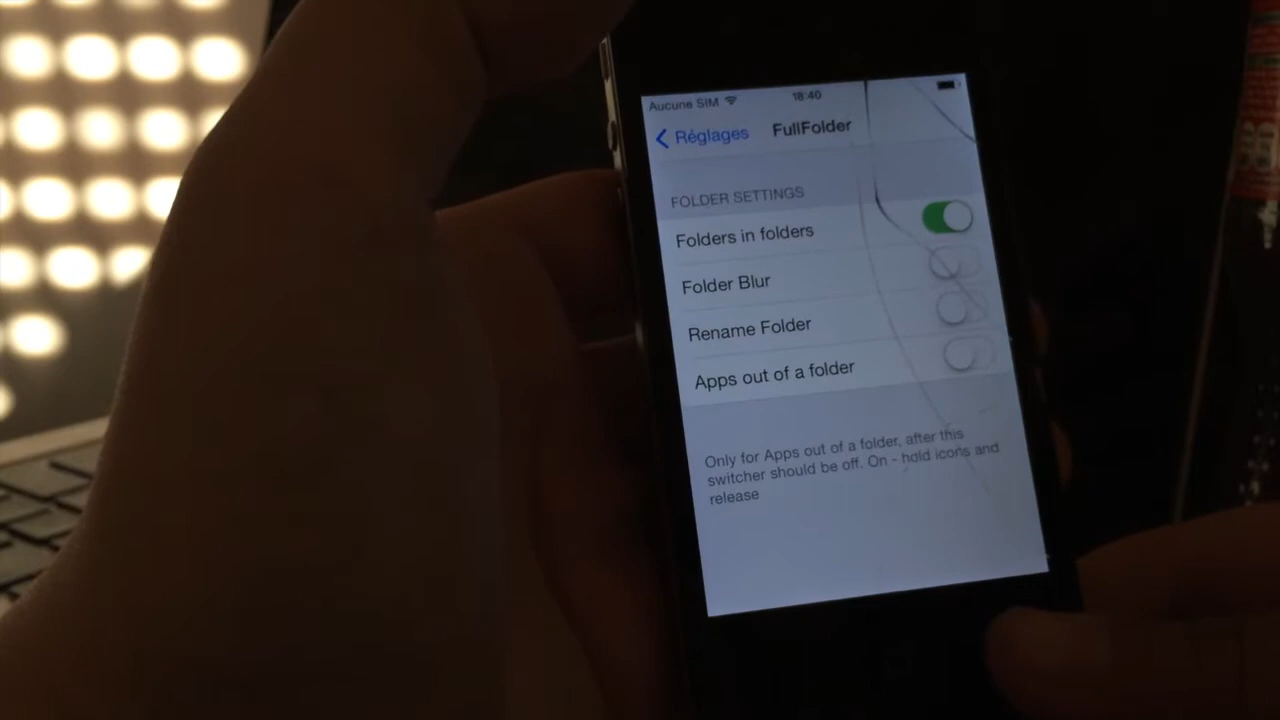 Aucune SIM 18:40
Réglages FullFolder
FOLDER SETTINGS
Folders in folders
Folder Blur
Rename Folder
Apps out of a folder
Only for Apps out of a folder, after this
switcher should be off. On - hold icons and
release